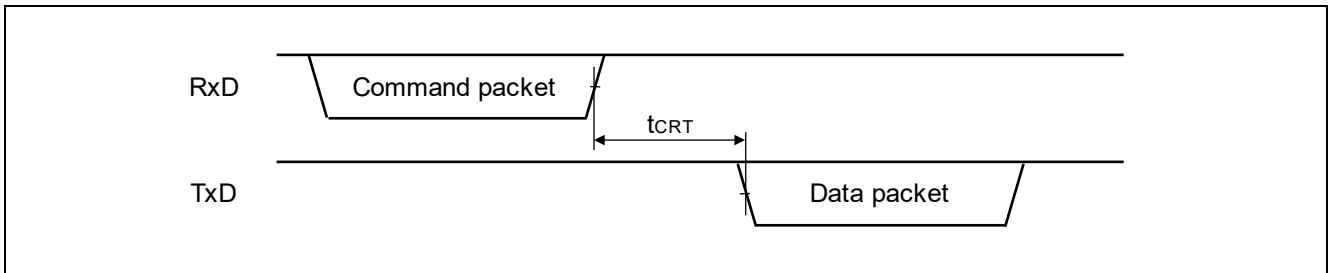 RxD
Command packet
tCRT
TxD
Data packet